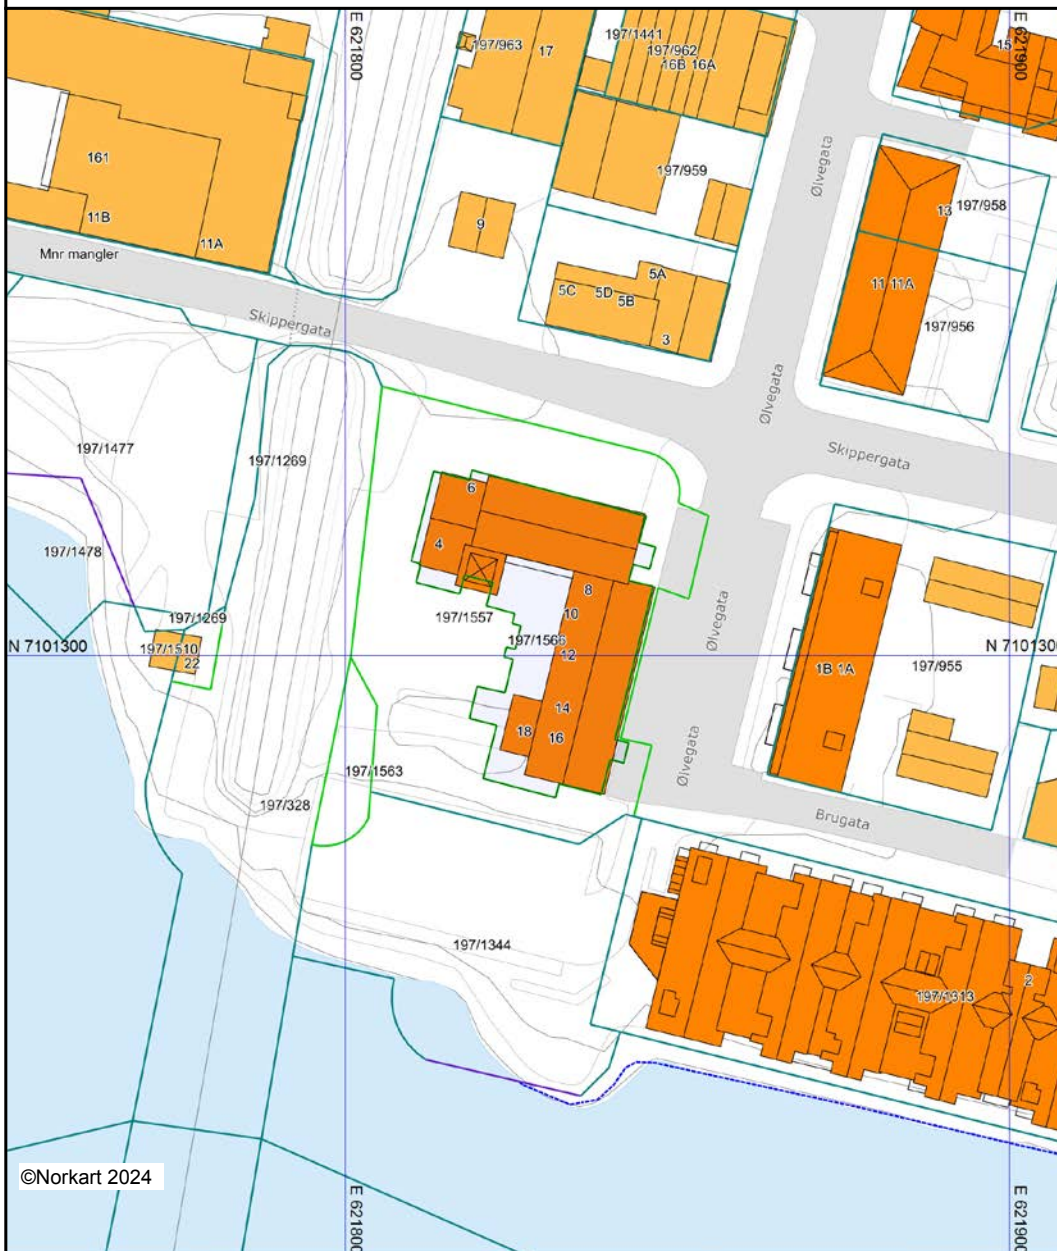 E 621800
E 621900
197/963
17
197/1441
197/962
16B 16A
15
161
11B
11A
197/959
Ølvegata
13
197/958
9
Mnr mangler
5A
5C
5D
5B
3
11 11A
197/956
Skippergata
Ølvegata
Skippergata
197/1477
197/1269
6
4
197/1478
8
197/1557
10
197/1566
12
Ølvegata
197/1269
N 7101300
197/1510
22
1B 1A
197/955
N 7101300
14
18
16
Ølvegata
197/1563
197/328
Brugata
197/1344
2
197/1313
©Norkart 2024
E 621800
E 621900